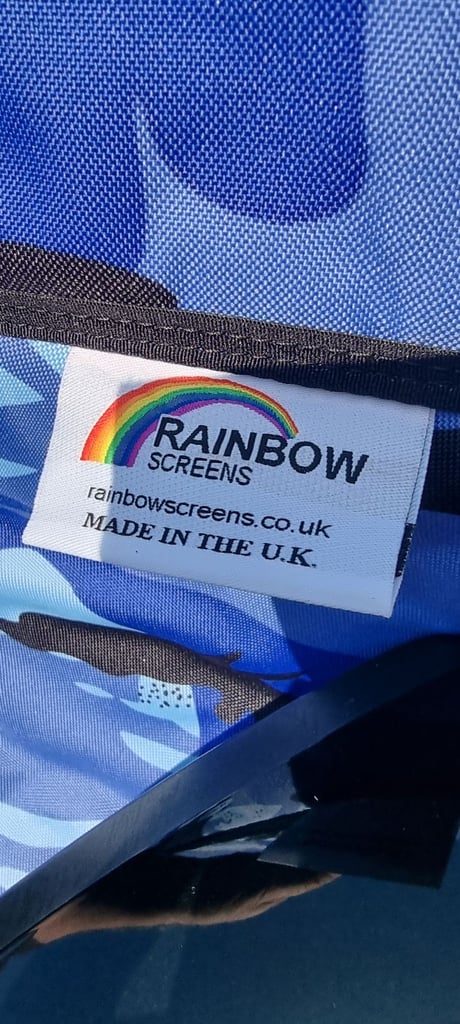 RAINBOW
SCREENS
rainbowscreens.co.uk
MADE IN THE U.K.